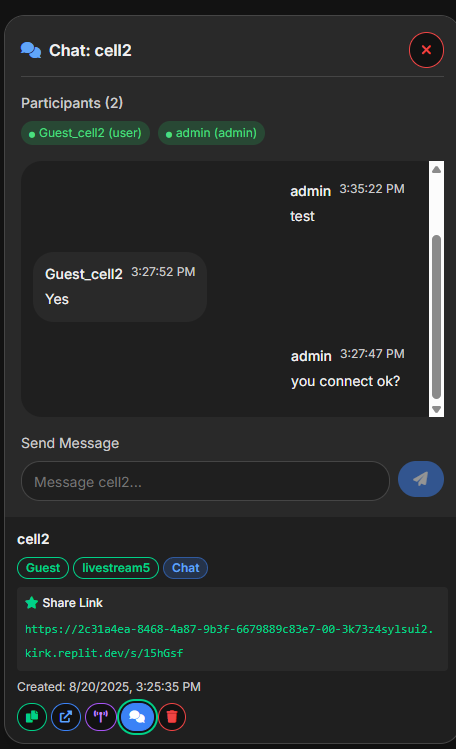 Chat: cell2
Participants (2)
Guest_cell2 (user) admin (admin)
admin 3:35:22 PM
test
Guest_cell2 3:27:52 PM
Yes
admin 3:27:47 PM
you connect ok?
Send Message
Message cell2...
cell2
Guest livestream5 Chat
Share Link
https://2c31a4ea-8468-4a87-9b3f-6679889c83e7-00-3k73z4sylsui2.
kirk.replit.dev/s/15hGsf
Created: 8/20/2025, 3:25:35 PM